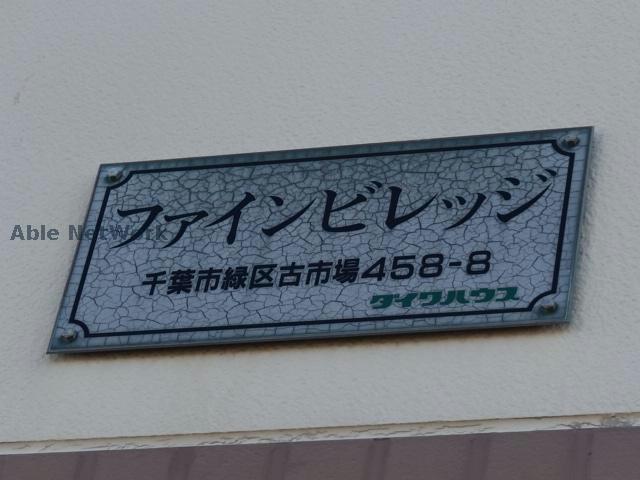 ファインビレッジ
Able Network
千葉市緑区古市場458-8
ダイワハウス